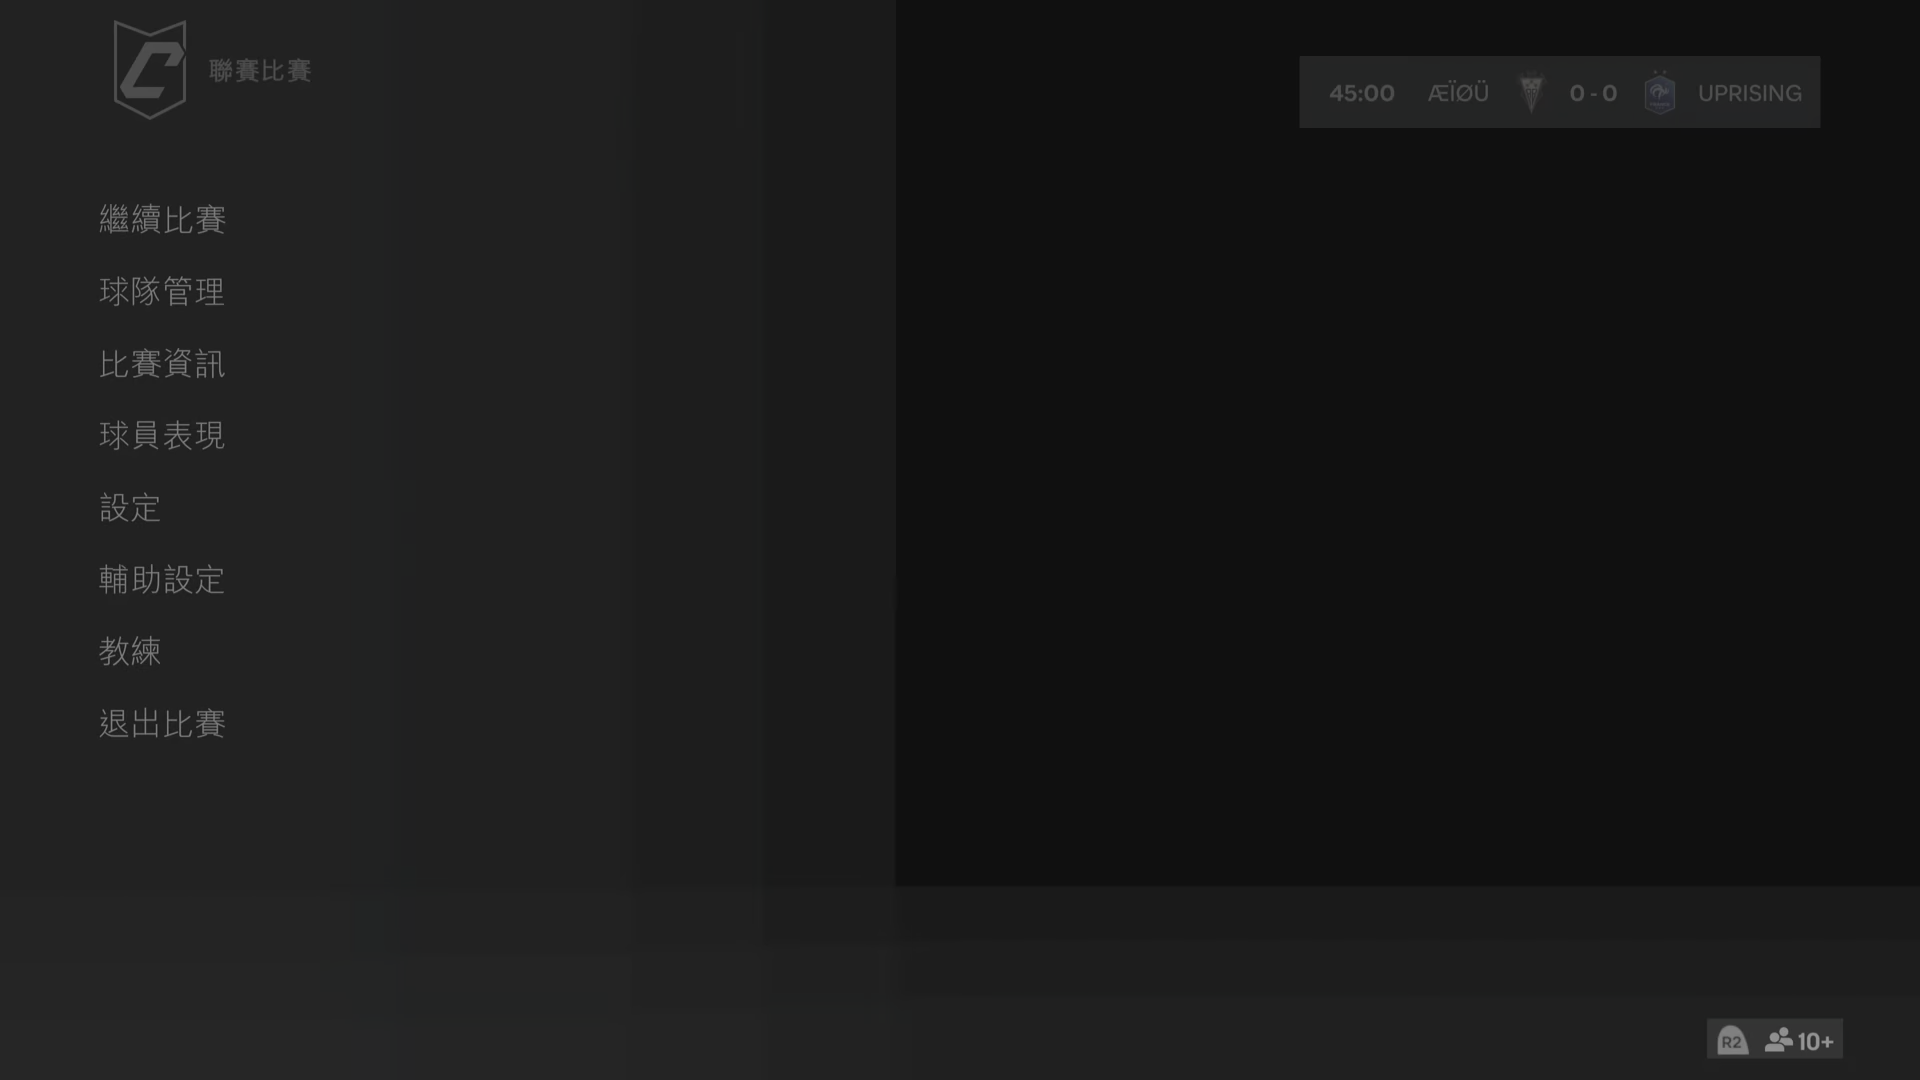 聯賽比賽
45:00 ÆÏØÜ 0 - 0 UPRISING
繼續比賽
球隊管理
比賽資訊
球員表現
設定
輔助設定
教練
退出比賽
R2 10+